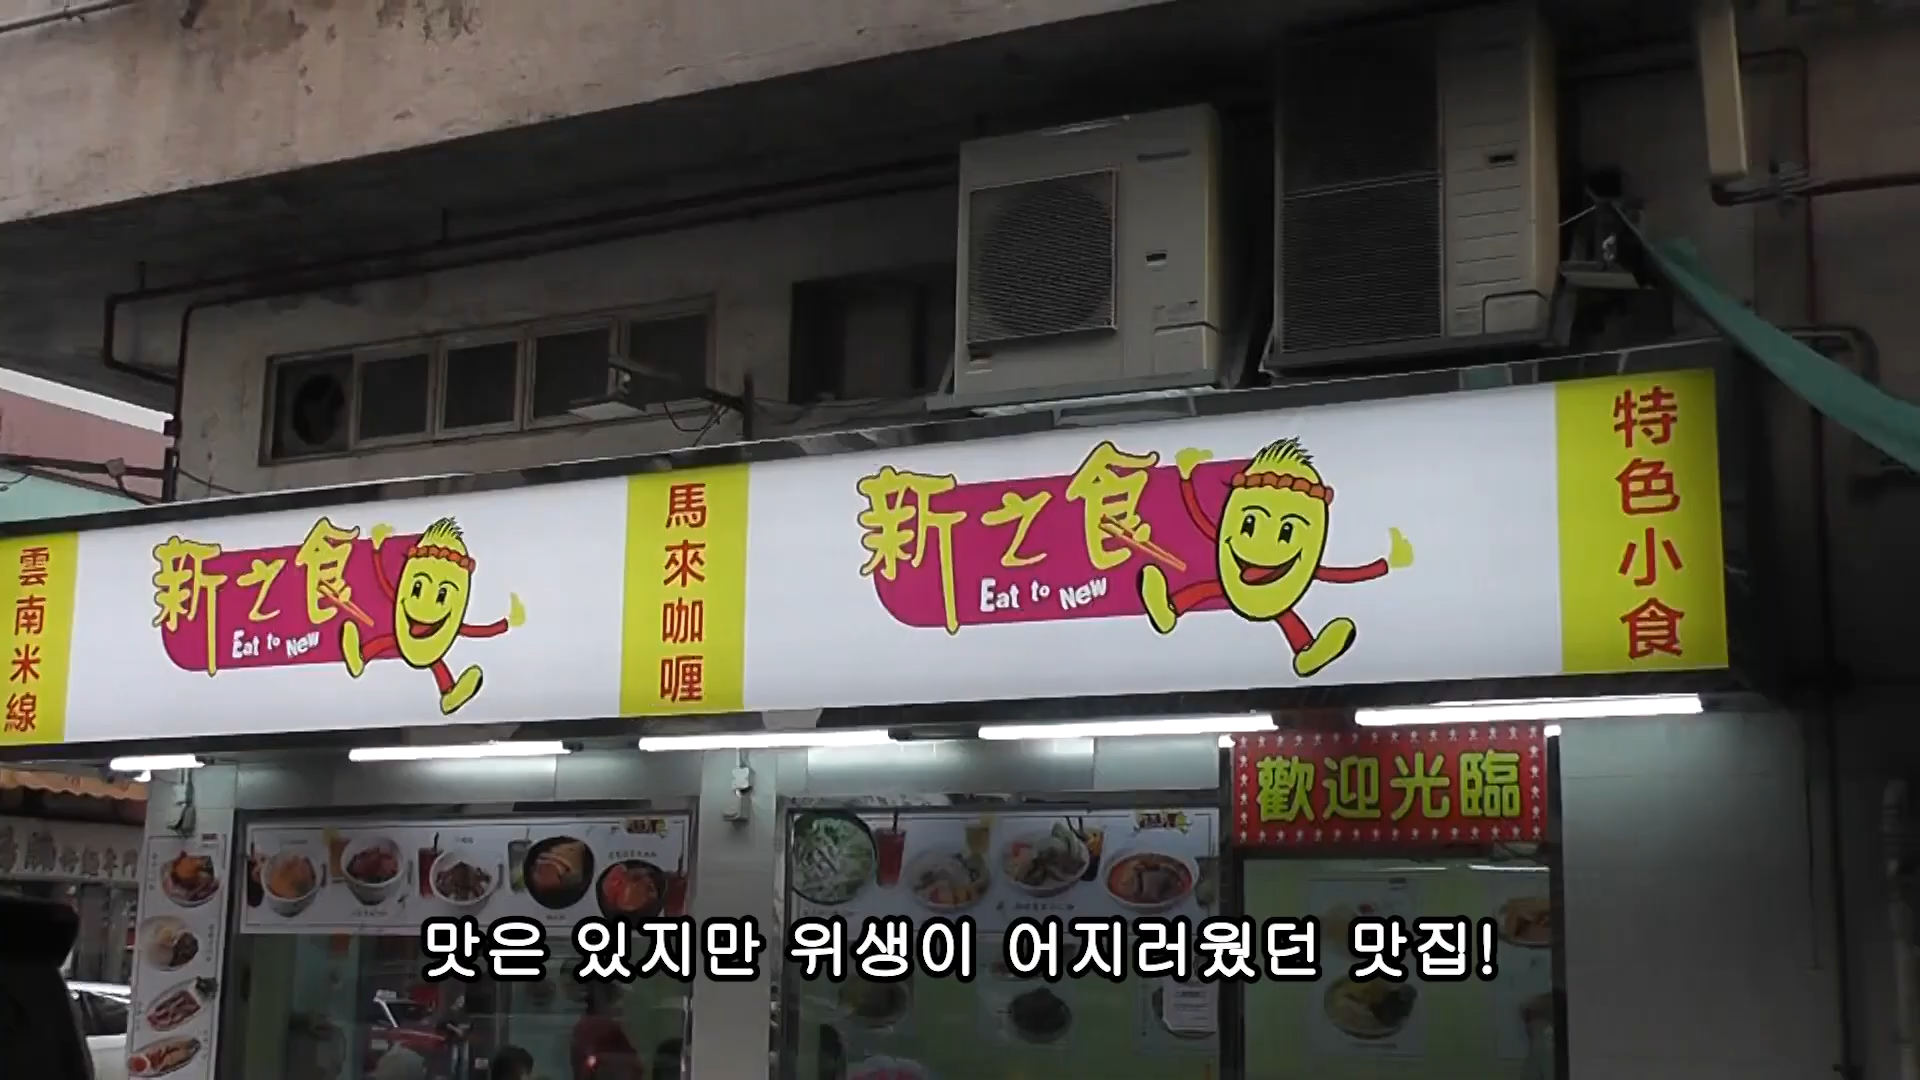 雲南米線
新之食
Eat to New
馬來咖喱
新之食
Eat to New
特色小食
歡迎光臨
맛은 있지만 위생이 어지러웠던 맛집!